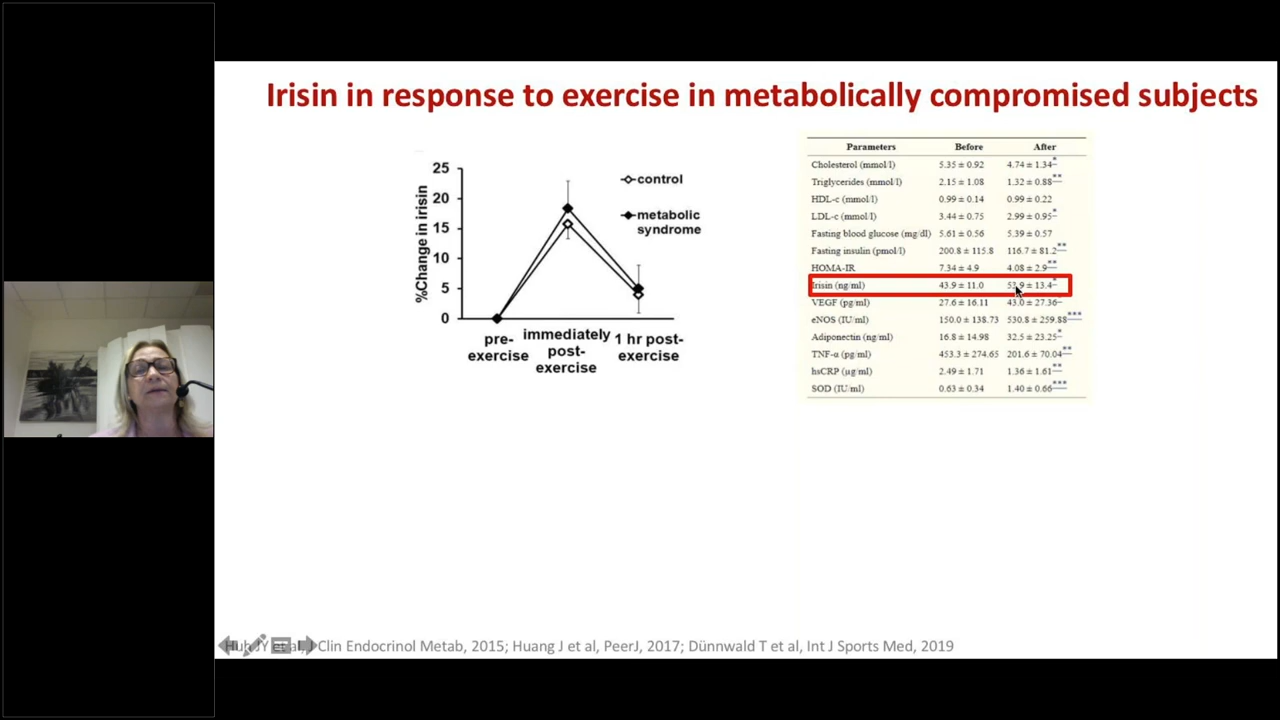 Irisin in response to exercise in metabolically compromised subjects
25
20
15
10
5
0
%Change in irisin
control
metabolic
syndrome
pre-
exercise
immediately
post-
exercise
1 hr post-
exercise
Parameters Before After
Cholesterol (mmol/l) 5.35 ± 0.92 4.74 ± 1.34*
Triglycerides (mmol/l) 2.15 ± 1.08 1.32 ± 0.88**
HDL-c (mmol/l) 0.99 ± 0.14 0.99 ± 0.22
LDL-c (mmol/l) 3.44 ± 0.75 2.99 ± 0.95*
Fasting blood glucose (mg/dl) 5.61 ± 0.56 5.39 ± 0.57
Fasting insulin (pmol/l) 200.8 ± 115.8 116.7 ± 81.2**
HOMA-IR 7.34 ± 4.9 4.08 ± 2.9**
Irisin (ng/ml) 43.9 ± 11.0 ± 13.4*
VEGF (pg/ml) 27.6 ± 16.11 43.0 ± 27.36
eNOS (IU/ml) 150.0 ± 138.73 530.8 ± 259.88***
Adiponectin (ng/ml) 16.8 ± 14.98 32.5 ± 23.25*
TNF-α (pg/ml) 453.3 ± 274.65 201.6 ± 70.04**
hsCRP (µg/ml) 2.49 ± 1.71 1.36 ± 1.61**
SOD (IU/ml) 0.63 ± 0.34 1.40 ± 0.66***
Clin Endocrinol Metab, 2015; Huang J et al, PeerJ, 2017; Dünnwald T et al, Int J Sports Med, 2019